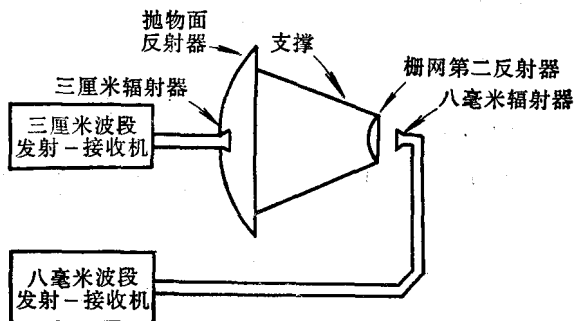 抛物面
反射器
支撑
栅网第二反射器
三厘米辐射器
八毫米辐射器
三厘米波段
发射-接收机
八毫米波段
发射-接收机